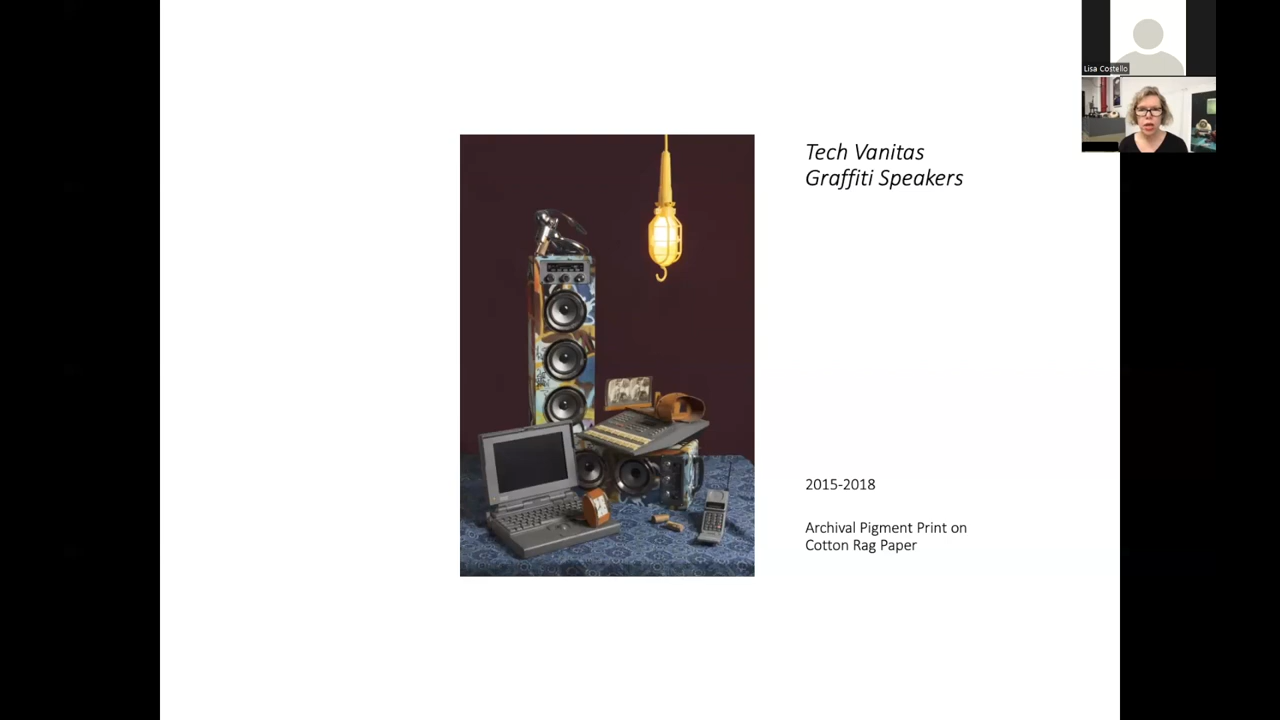 Lisa Costello
Tech Vanitas
Graffiti Speakers
2015-2018
Archival Pigment Print on
Cotton Rag Paper